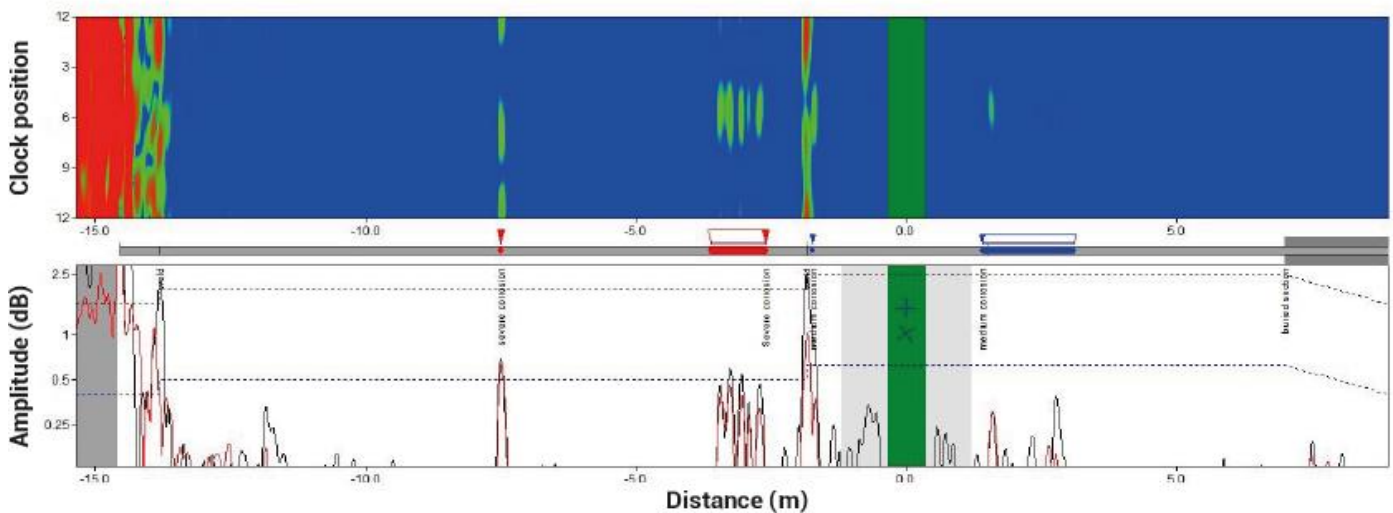 Clock position
12
3
6
9
12
-15.0 -10.0 -5.0 0.0 5.0
Amplitude (dB)
2.5
1
0.5
0.25
weld
severe corrosion
Severe corrosion
medium corrosion
medium corrosion
buried section
+
×
-15.0 -10.0 -5.0 0.0 5.0
Distance (m)